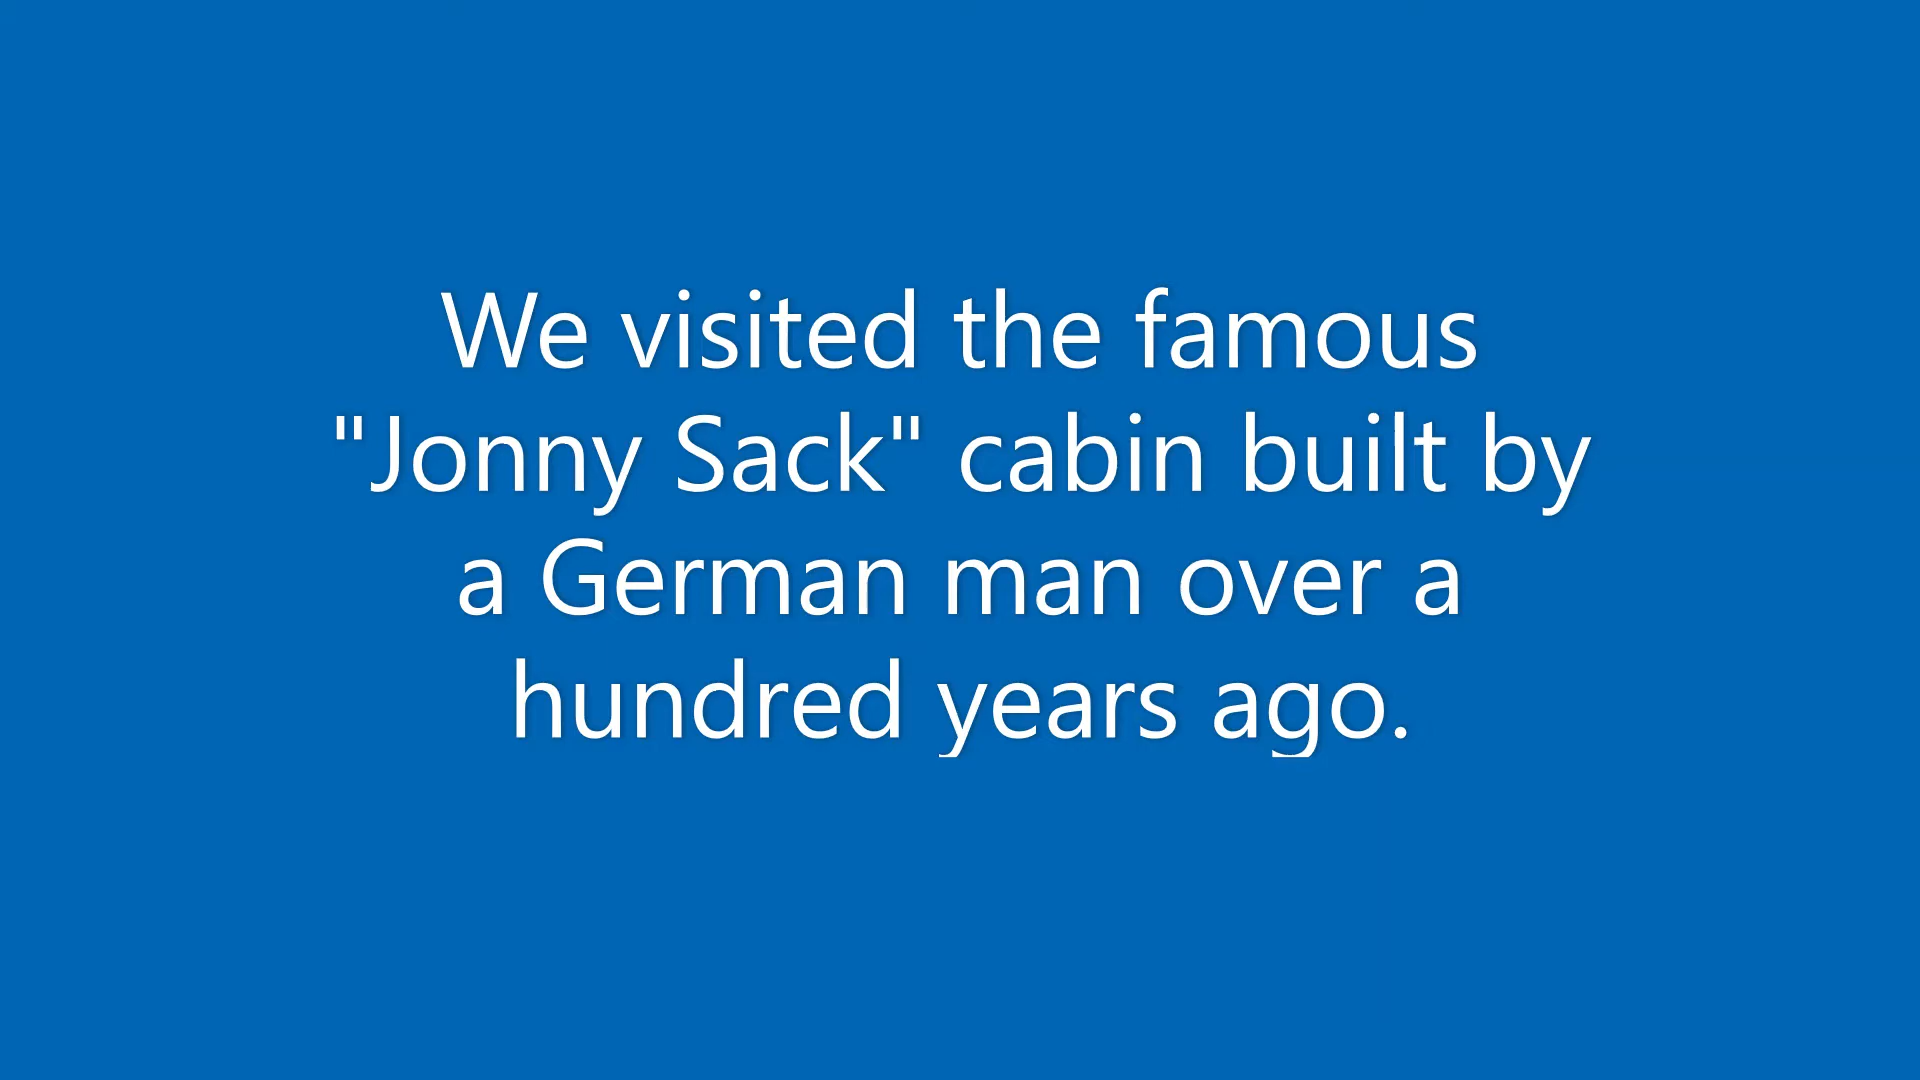 We visited the famous
"Jonny Sack" cabin built by
a German man over a
hundred years ago.